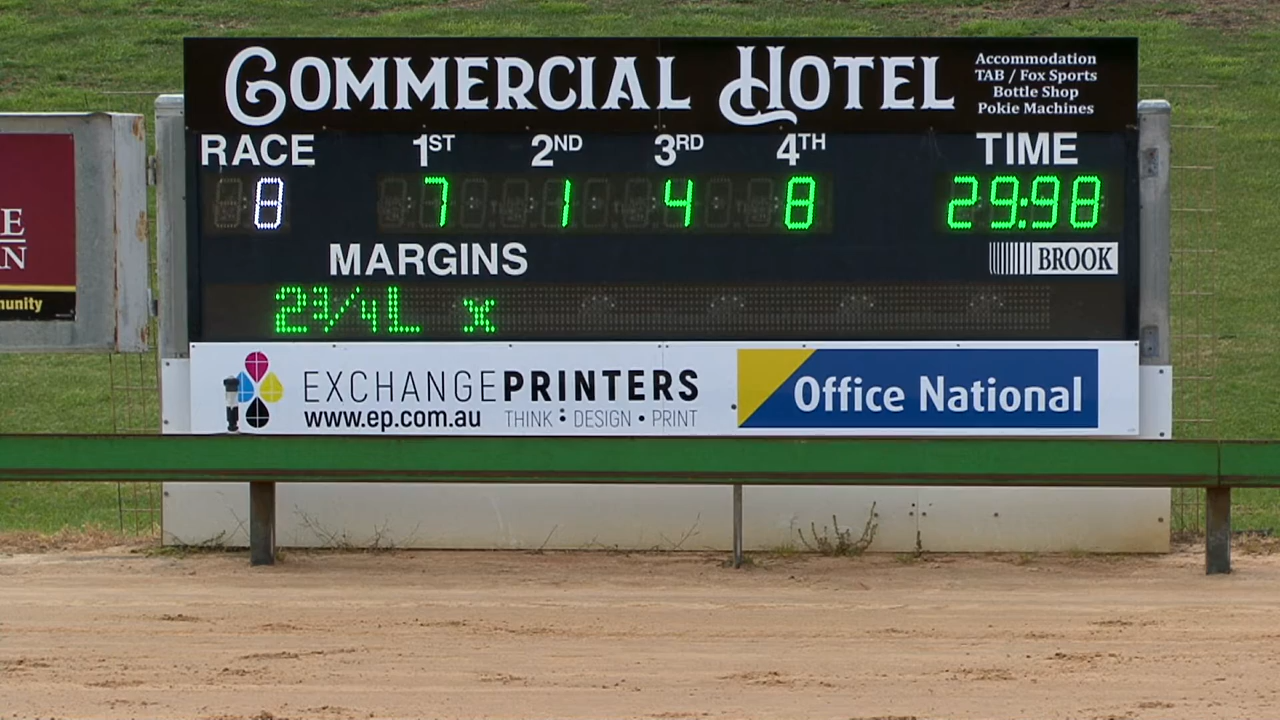 COMMERCIAL HOTEL
Accommodation
TAB / Fox Sports
Bottle Shop
Pokie Machines
RACE 1ST 2ND 3RD 4TH TIME
8 7 1 4 8 29:98
MARGINS
BROOK
2¾L x
EXCHANGEPRINTERS
www.ep.com.au THINK : DESIGN • PRINT
Office National
E
N